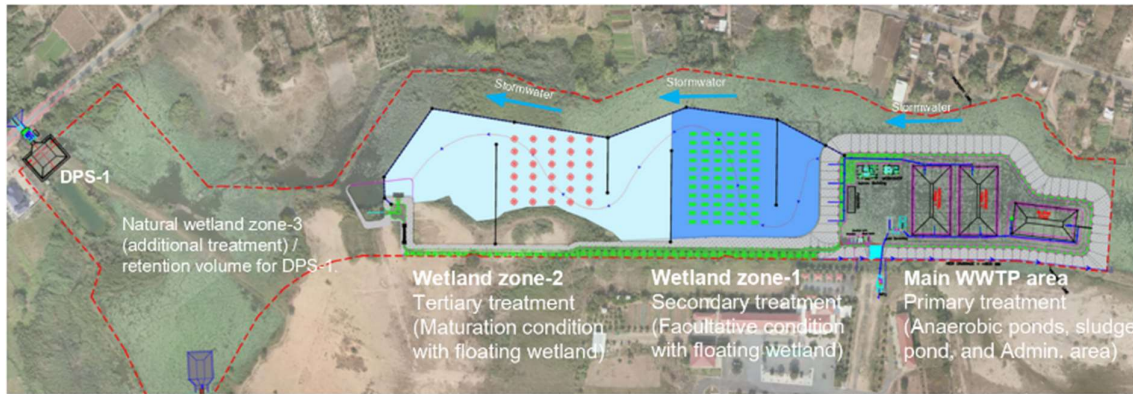 Stormwater
Stormwater
Stormwater
DPS-1
Natural wetland zone-3
(additional treatment) /
retention volume for DPS-1.
Wetland zone-2
Tertiary treatment
(Maturation condition
with floating wetland)
Wetland zone-1
Secondary treatment
(Facultative condition
with floating wetland)
Main WWTP area
Primary treatment
(Anaerobic ponds, sludge
pond, and Admin. area)